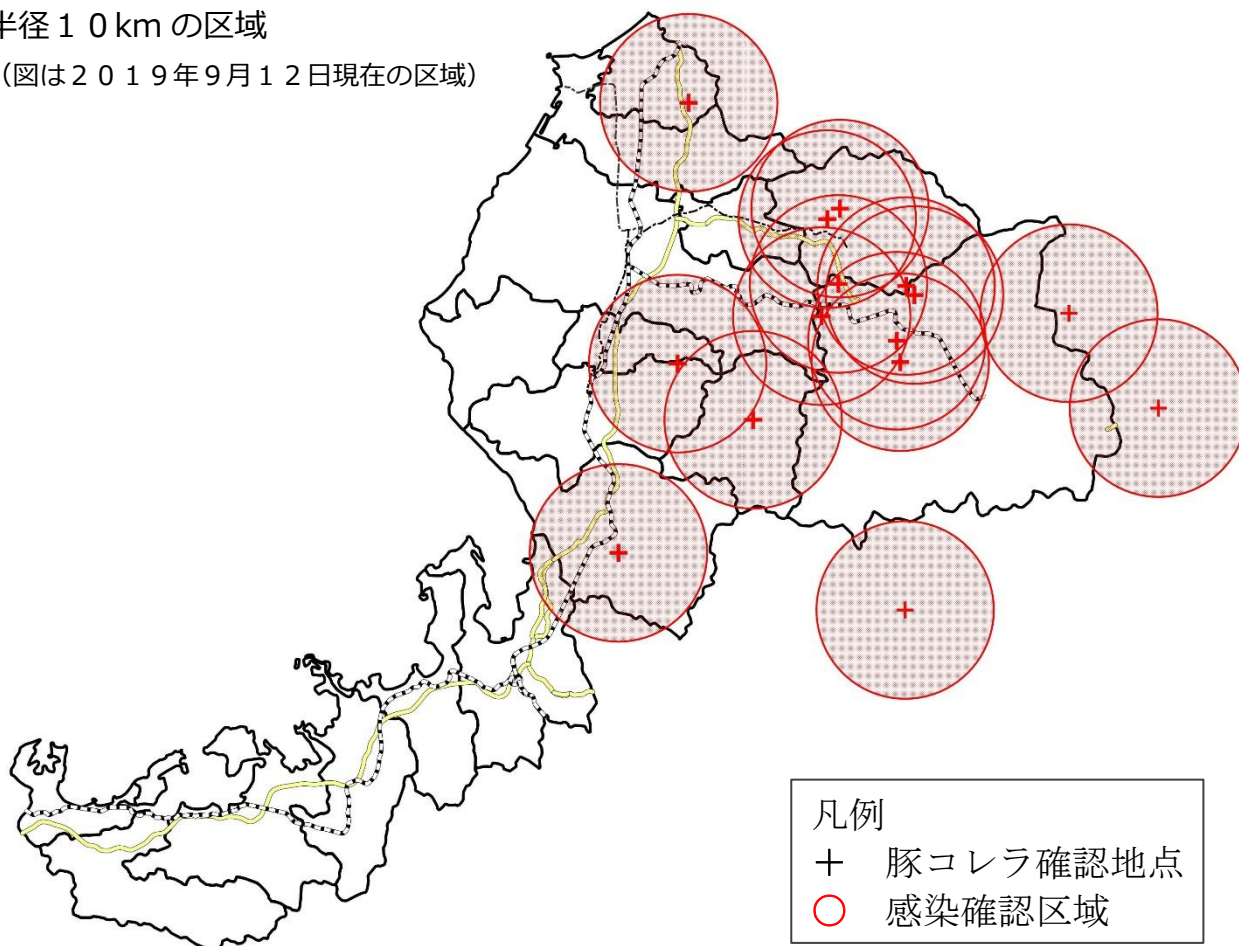 半径１０km の区域
（図は２０１９年９月１２日現在の区域）
凡例
＋ 豚コレラ確認地点
○ 感染確認区域